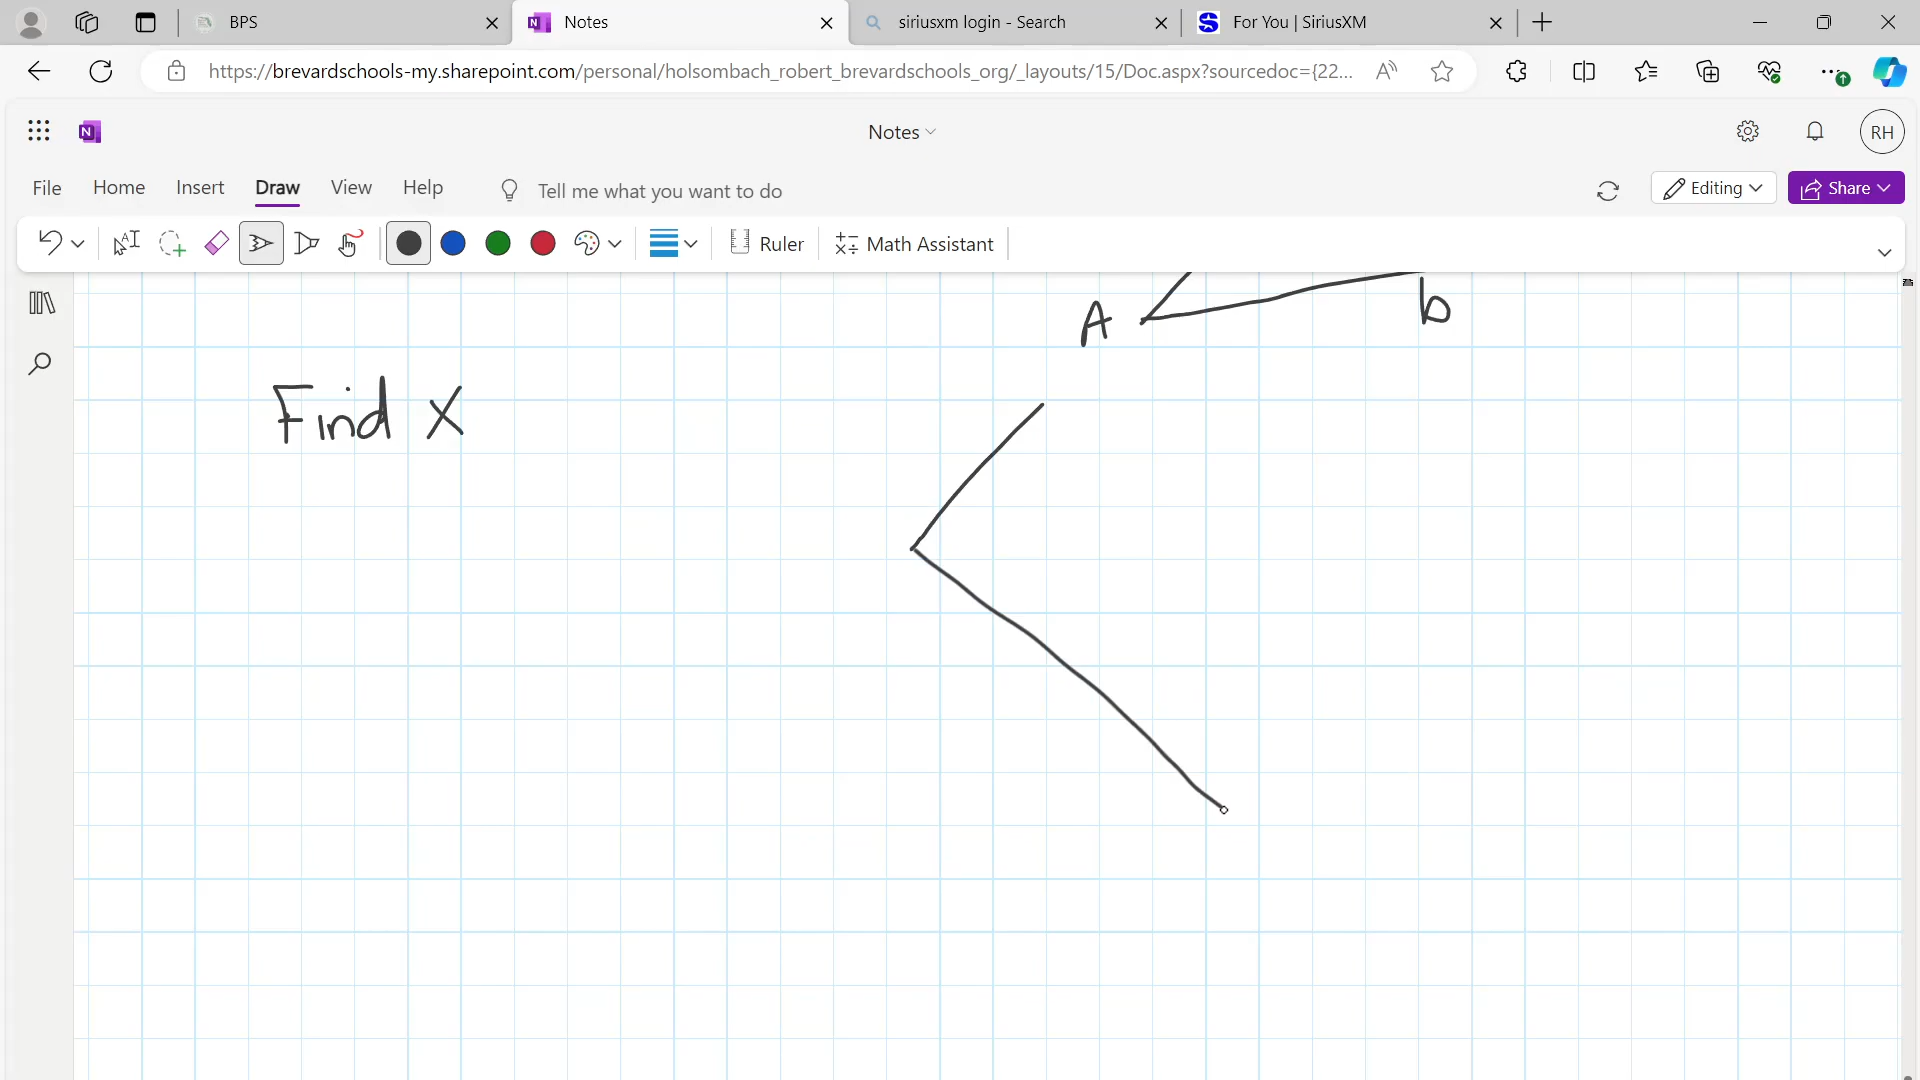 BPS
Notes
siriusxm login - Search
For You | SiriusXM
https://brevardschools-my.sharepoint.com/personal/holsombach_robert_brevardschools_org/_layouts/15/Doc.aspx?sourcedoc={22...
N
Notes
RH
File Home Insert Draw View Help
Tell me what you want to do
Editing
Share
Ruler
Math Assistant
A
b
Find X